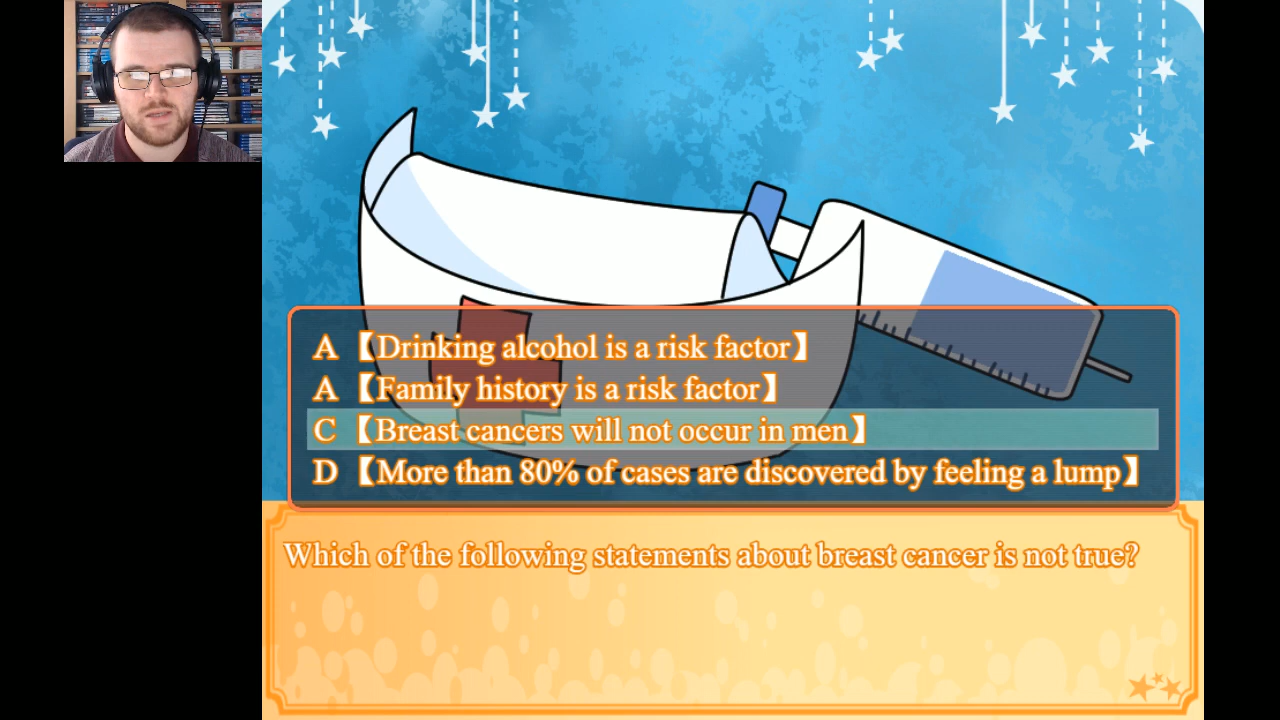 A 【Drinking alcohol is a risk factor】
A 【Family history is a risk factor】
C 【Breast cancers will not occur in men】
D 【More than 80% of cases are discovered by feeling a lump】
Which of the following statements about breast cancer is not true?